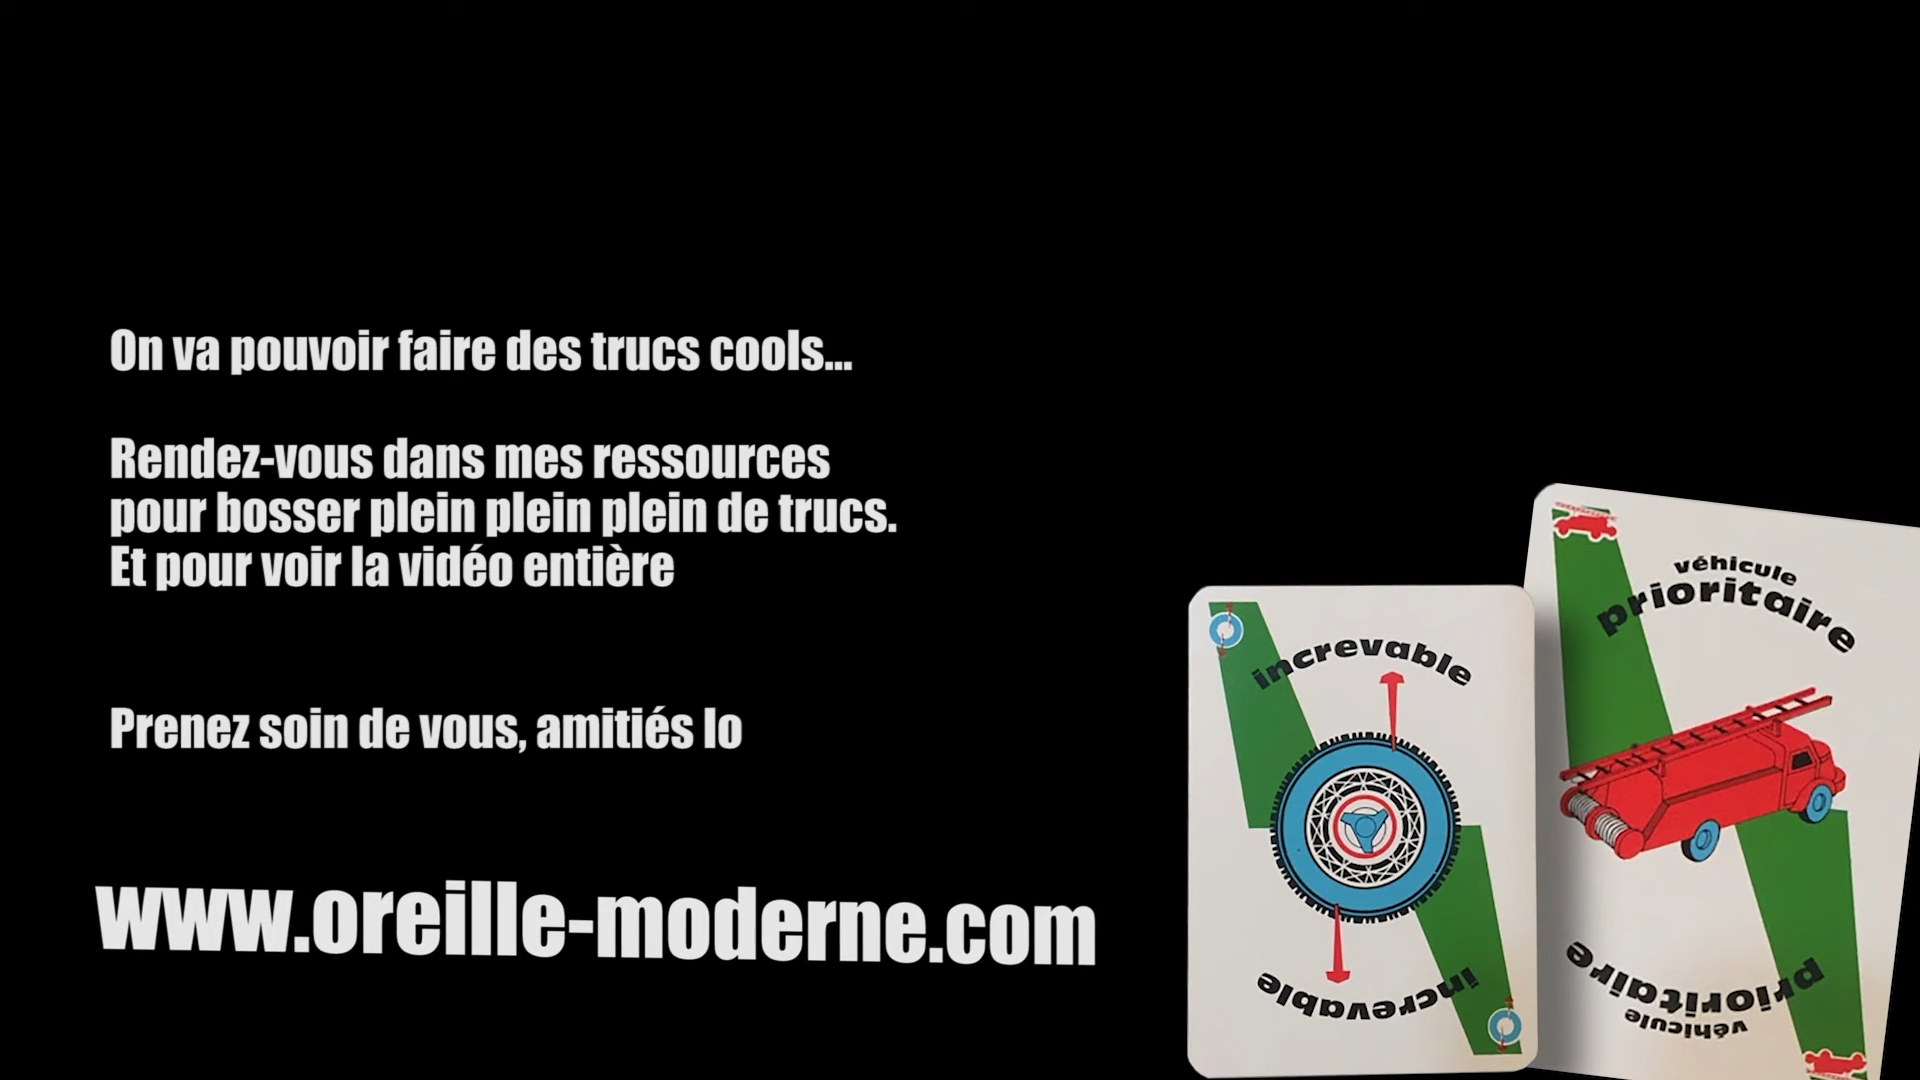 On va pouvoir faire des trucs cools...
Rendez-vous dans mes ressources
pour bosser plein plein plein de trucs.
Et pour voir la vidéo entière
Prenez soin de vous, amitiés lo
www.oreille-moderne.com
increvable
increvable
véhicule
prioritaire
prioritaire
véhicule